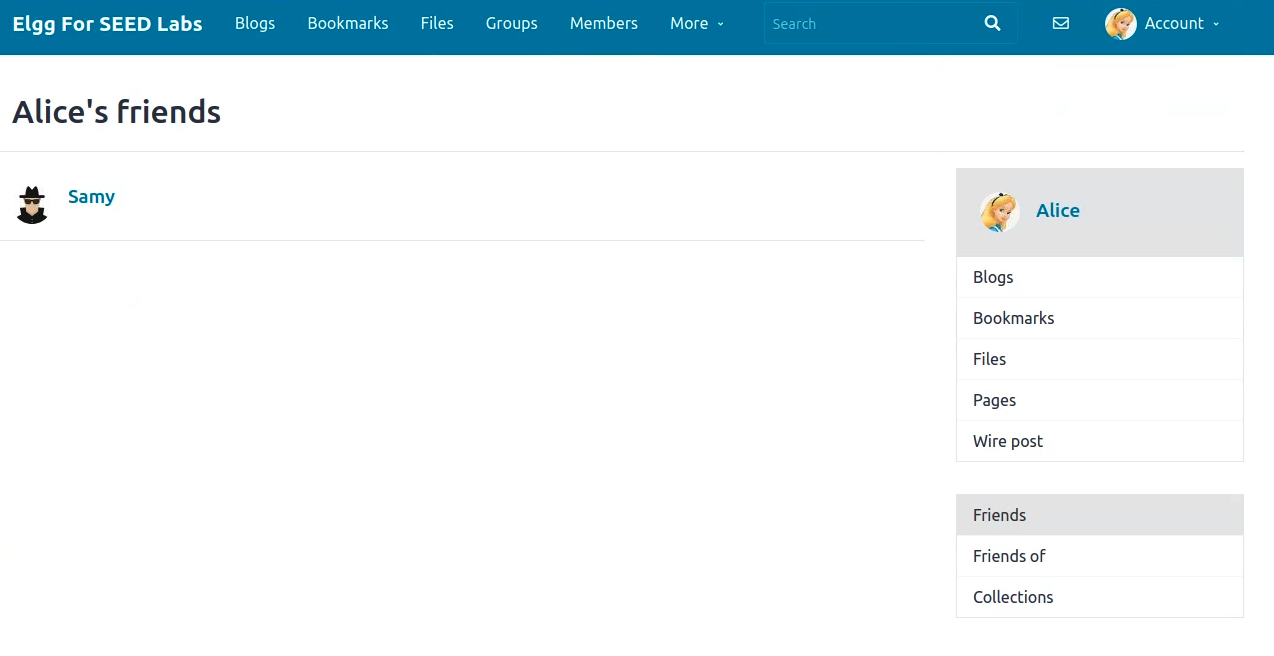 Elgg For SEED Labs Blogs Bookmarks Files Groups Members More Search Account
Alice's friends
Samy
Alice
Blogs
Bookmarks
Files
Pages
Wire post
Friends
Friends of
Collections